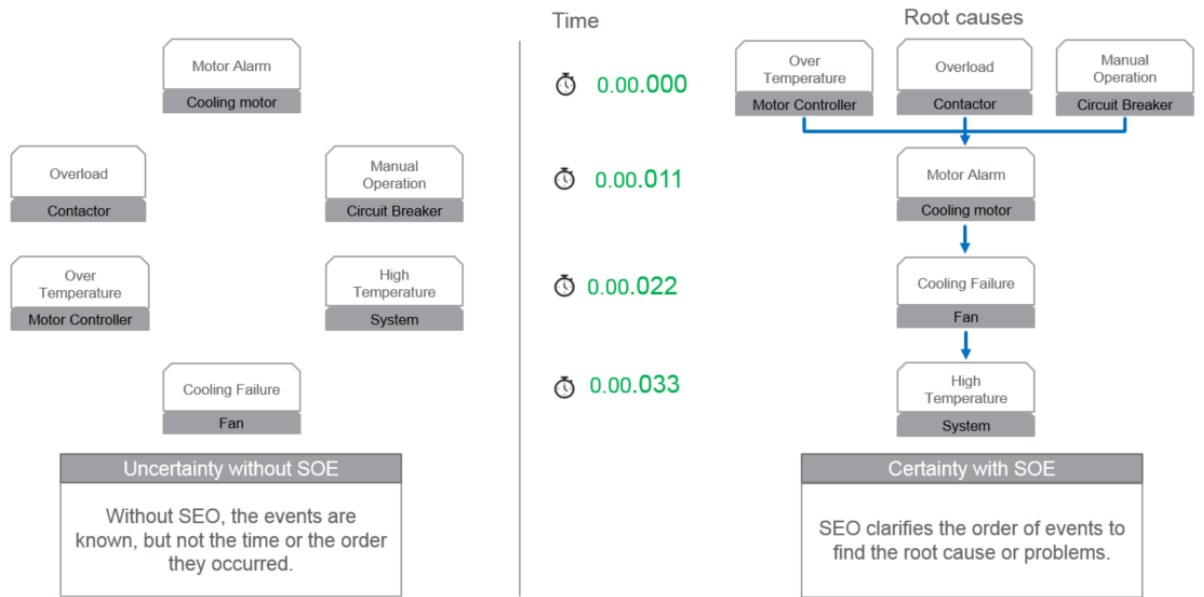 Motor Alarm
Cooling motor
Overload
Contactor
Manual
Operation
Circuit Breaker
Over
Temperature
Motor Controller
High
Temperature
System
Cooling Failure
Fan
Uncertainty without SOE
Without SEO, the events are
known, but not the time or the order
they occurred.
Time
0.00.000
0.00.011
0.00.022
0.00.033
Root causes
Over
Temperature
Motor Controller
Overload
Contactor
Manual
Operation
Circuit Breaker
Motor Alarm
Cooling motor
Cooling Failure
Fan
High
Temperature
System
Certainty with SOE
SEO clarifies the order of events to
find the root cause or problems.